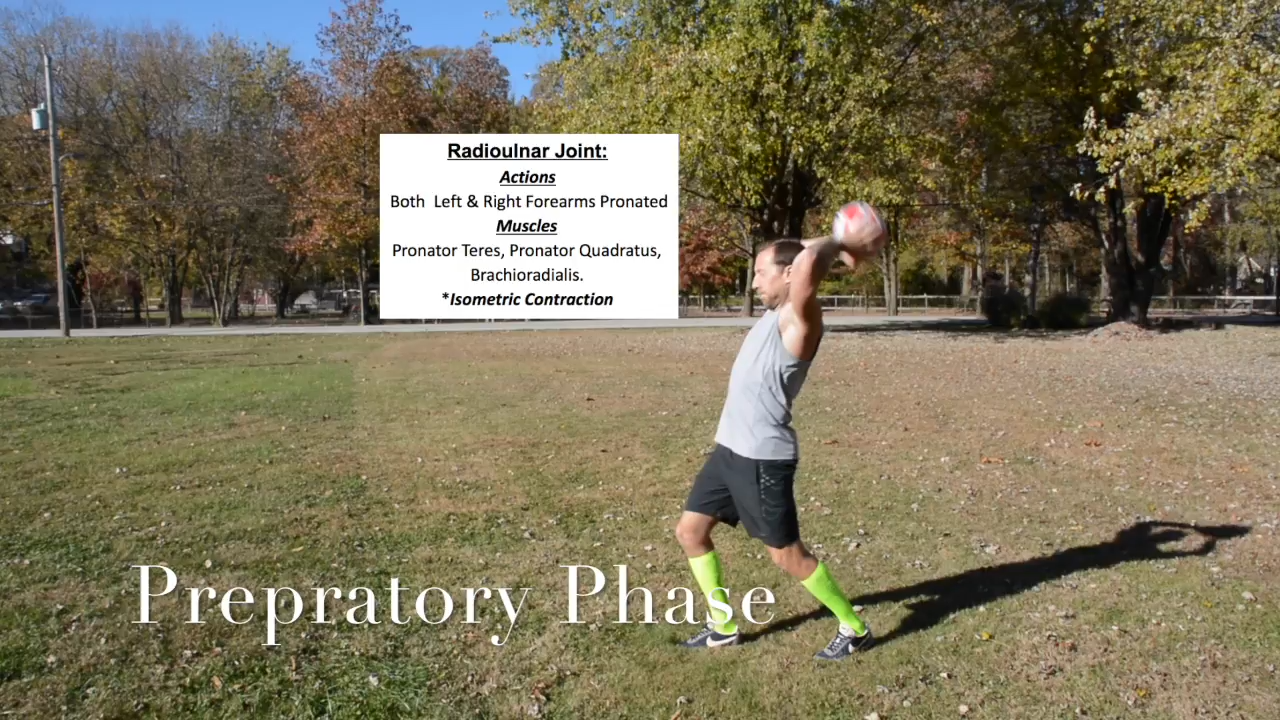 Radioulnar Joint:
Actions
Both Left & Right Forearms Pronated
Muscles
Pronator Teres, Pronator Quadratus,
Brachioradialis.
*Isometric Contraction
Prepratory Phase